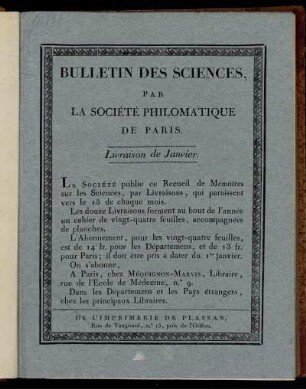 BULLETIN DES SCIENCES,
PAR
LA SOCIÉTÉ PHILOMATIQUE
DE PARIS.
Livraison de Janvier.
LA SOCIÉTÉ publie ce Recueil de Mémoires
sur les Sciences, par Livraisons, qui paroissent
vers le 15 de chaque mois.
Les douze Livraisons forment au bout de l'année
un cahier de vingt-quatre feuilles, accompagnées
de planches.
L'Abonnement, pour les vingt-quatre feuilles,
est de 14 fr. pour les Départemens, et de 13 fr.
pour Paris; il doit être pris à dater du 1er janvier.
On s'abonne,
A Paris, chez MÉQUIGNON-MARVIS, Libraire,
rue de l'École de Médecine, n.° 9.
Dans les Départemens et les Pays étrangers,
chez les principaux Libraires.
DE L'IMPRIMERIE DE PLASSAN,
Rue de Vaugirard, n.° 15, près de l'Odéon.